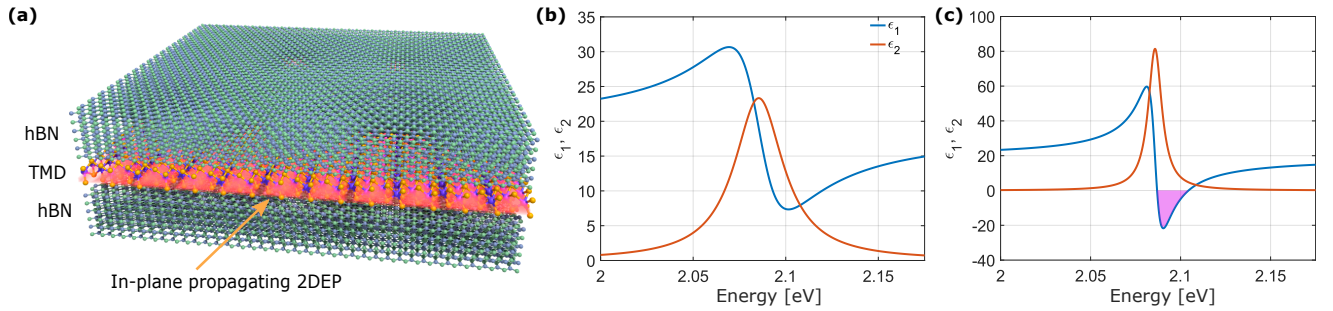 (a)
hBN
TMD
hBN
In-plane propagating 2DEP
(b)
35
30
25
20
15
10
5
0
ϵ₁, ϵ₂
2
2.05
2.1
2.15
Energy [eV]
ϵ₁
ϵ₂
(c)
100
80
60
40
20
0
-20
-40
ϵ₁, ϵ₂
2
2.05
2.1
2.15
Energy [eV]